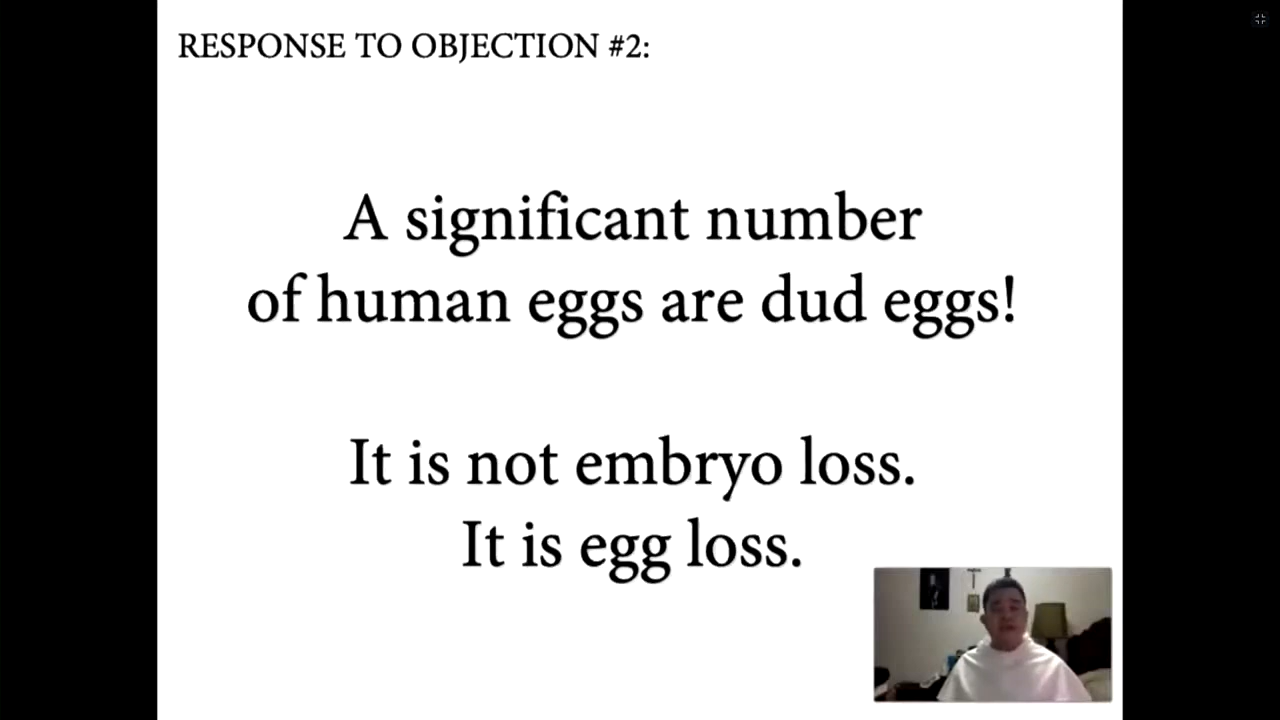 RESPONSE TO OBJECTION #2:
A significant number
of human eggs are dud eggs!
It is not embryo loss.
It is egg loss.